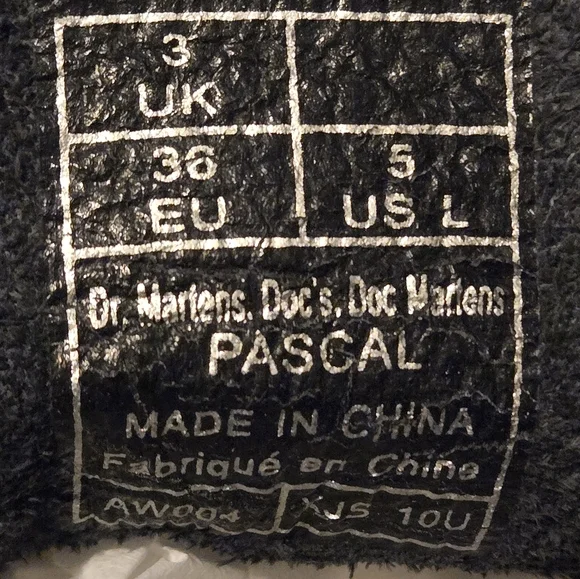 3
UK
36 5
EU US L
Dr. Martens. Doc's. Doc Martens
PASCAL
MADE IN CHINA
Fabriqué en Chine
AW004 XJS 10U